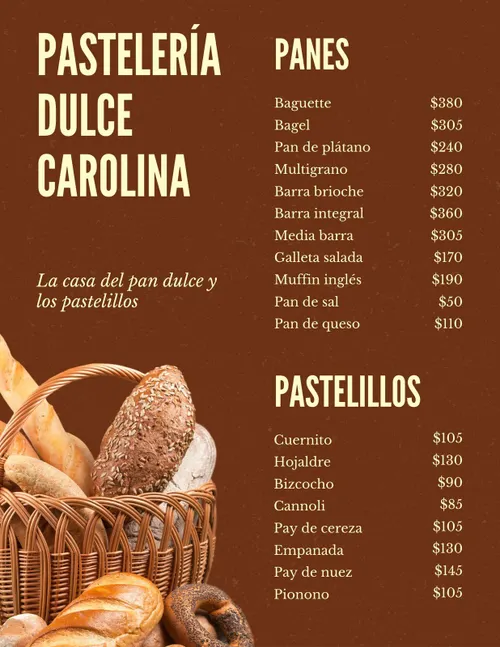 PASTELERÍA
DULCE
CAROLINA
La casa del pan dulce y
los pastelillos
PANES
Baguette $380
Bagel $305
Pan de plátano $240
Multigrano $280
Barra brioche $320
Barra integral $360
Media barra $305
Galleta salada $170
Muffin inglés $190
Pan de sal $50
Pan de queso $110
PASTELILLOS
Cuernito $105
Hojaldre $130
Bizcocho $90
Cannoli $85
Pay de cereza $105
Empanada $130
Pay de nuez $145
Pionono $105